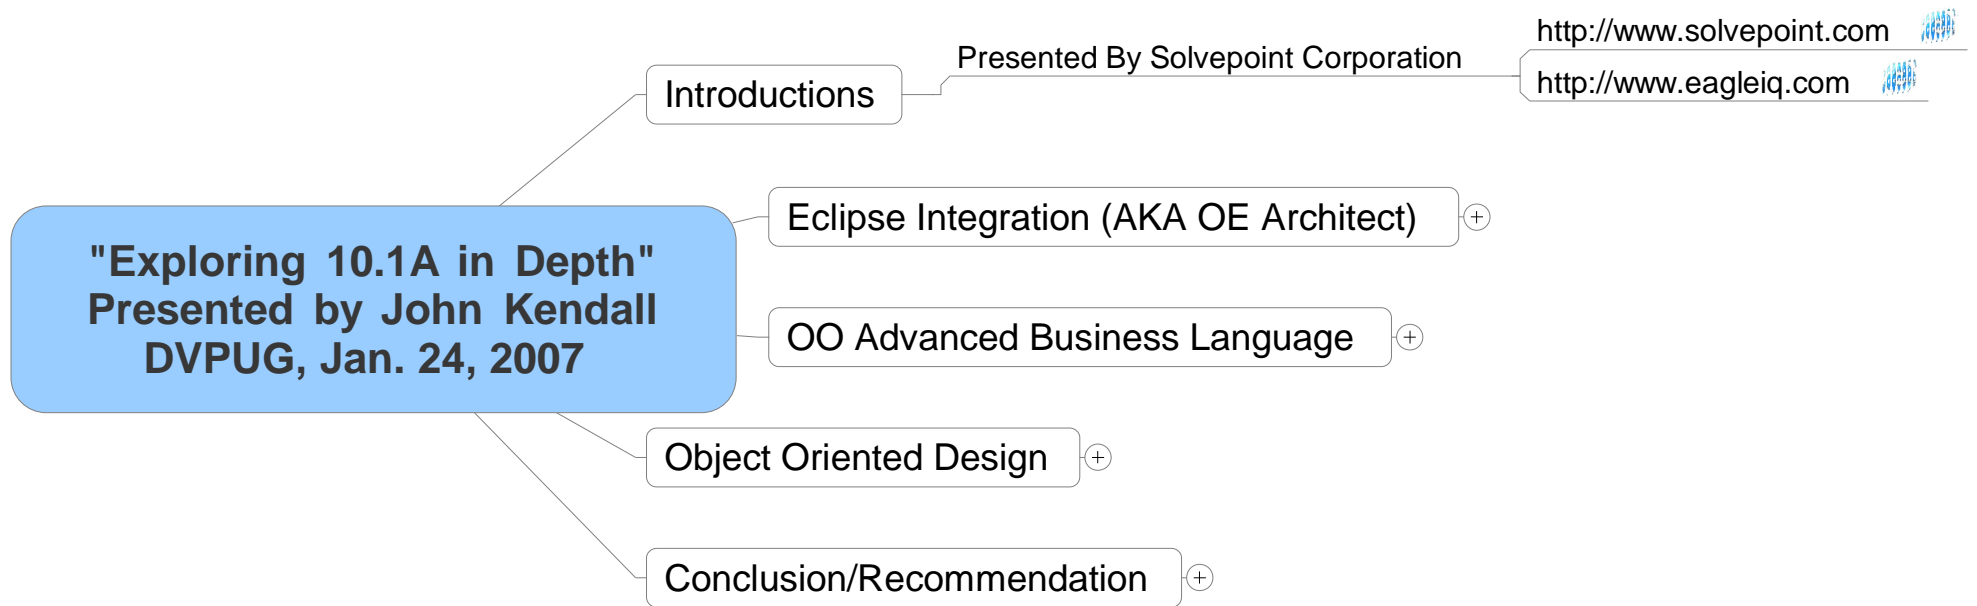 Introductions
Presented By Solvepoint Corporation
http://www.solvepoint.com
http://www.eagleiq.com
"Exploring 10.1A in Depth"
Presented by John Kendall
DVPUG, Jan. 24, 2007
Eclipse Integration (AKA OE Architect)
OO Advanced Business Language
Object Oriented Design
Conclusion/Recommendation